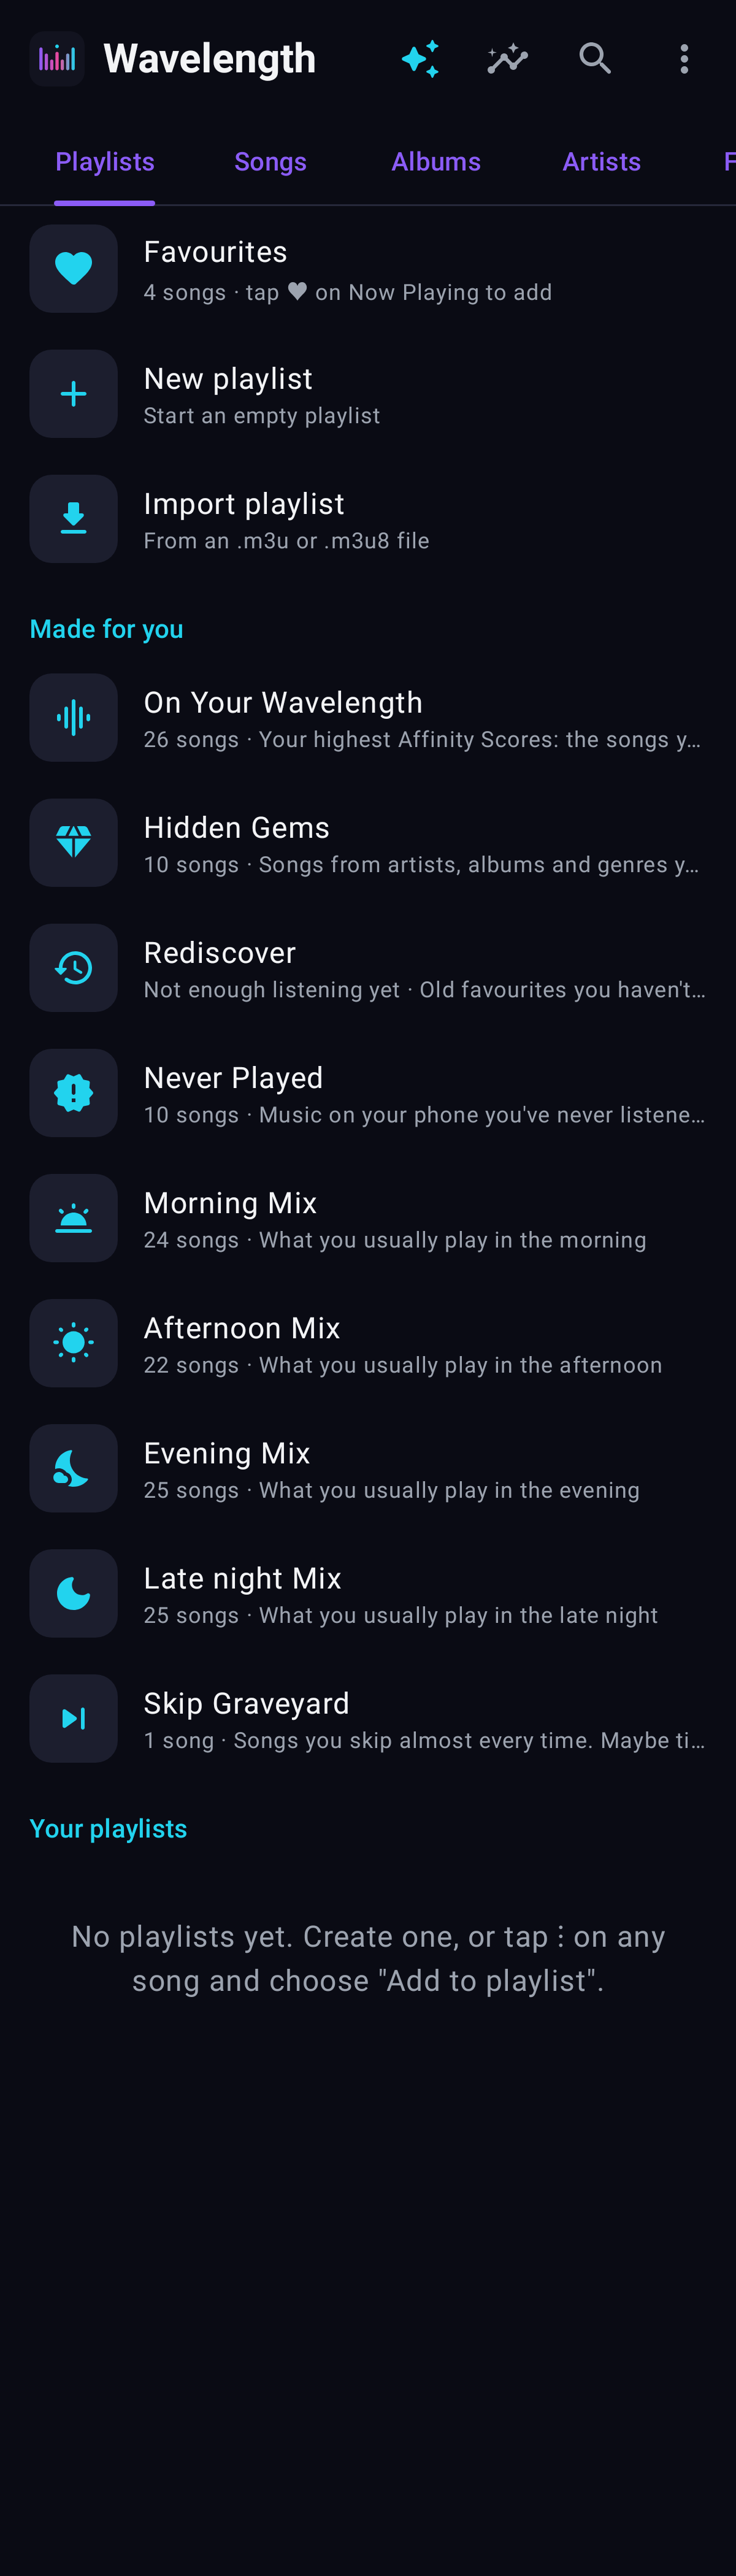 Wavelength
Playlists Songs Albums Artists F
Favourites
4 songs · tap ♥ on Now Playing to add
New playlist
Start an empty playlist
Import playlist
From an .m3u or .m3u8 file
Made for you
On Your Wavelength
26 songs · Your highest Affinity Scores: the songs y…
Hidden Gems
10 songs · Songs from artists, albums and genres y…
Rediscover
Not enough listening yet · Old favourites you haven't…
Never Played
10 songs · Music on your phone you've never listene…
Morning Mix
24 songs · What you usually play in the morning
Afternoon Mix
22 songs · What you usually play in the afternoon
Evening Mix
25 songs · What you usually play in the evening
Late night Mix
25 songs · What you usually play in the late night
Skip Graveyard
1 song · Songs you skip almost every time. Maybe ti…
Your playlists
No playlists yet. Create one, or tap ⋮ on any
song and choose "Add to playlist".